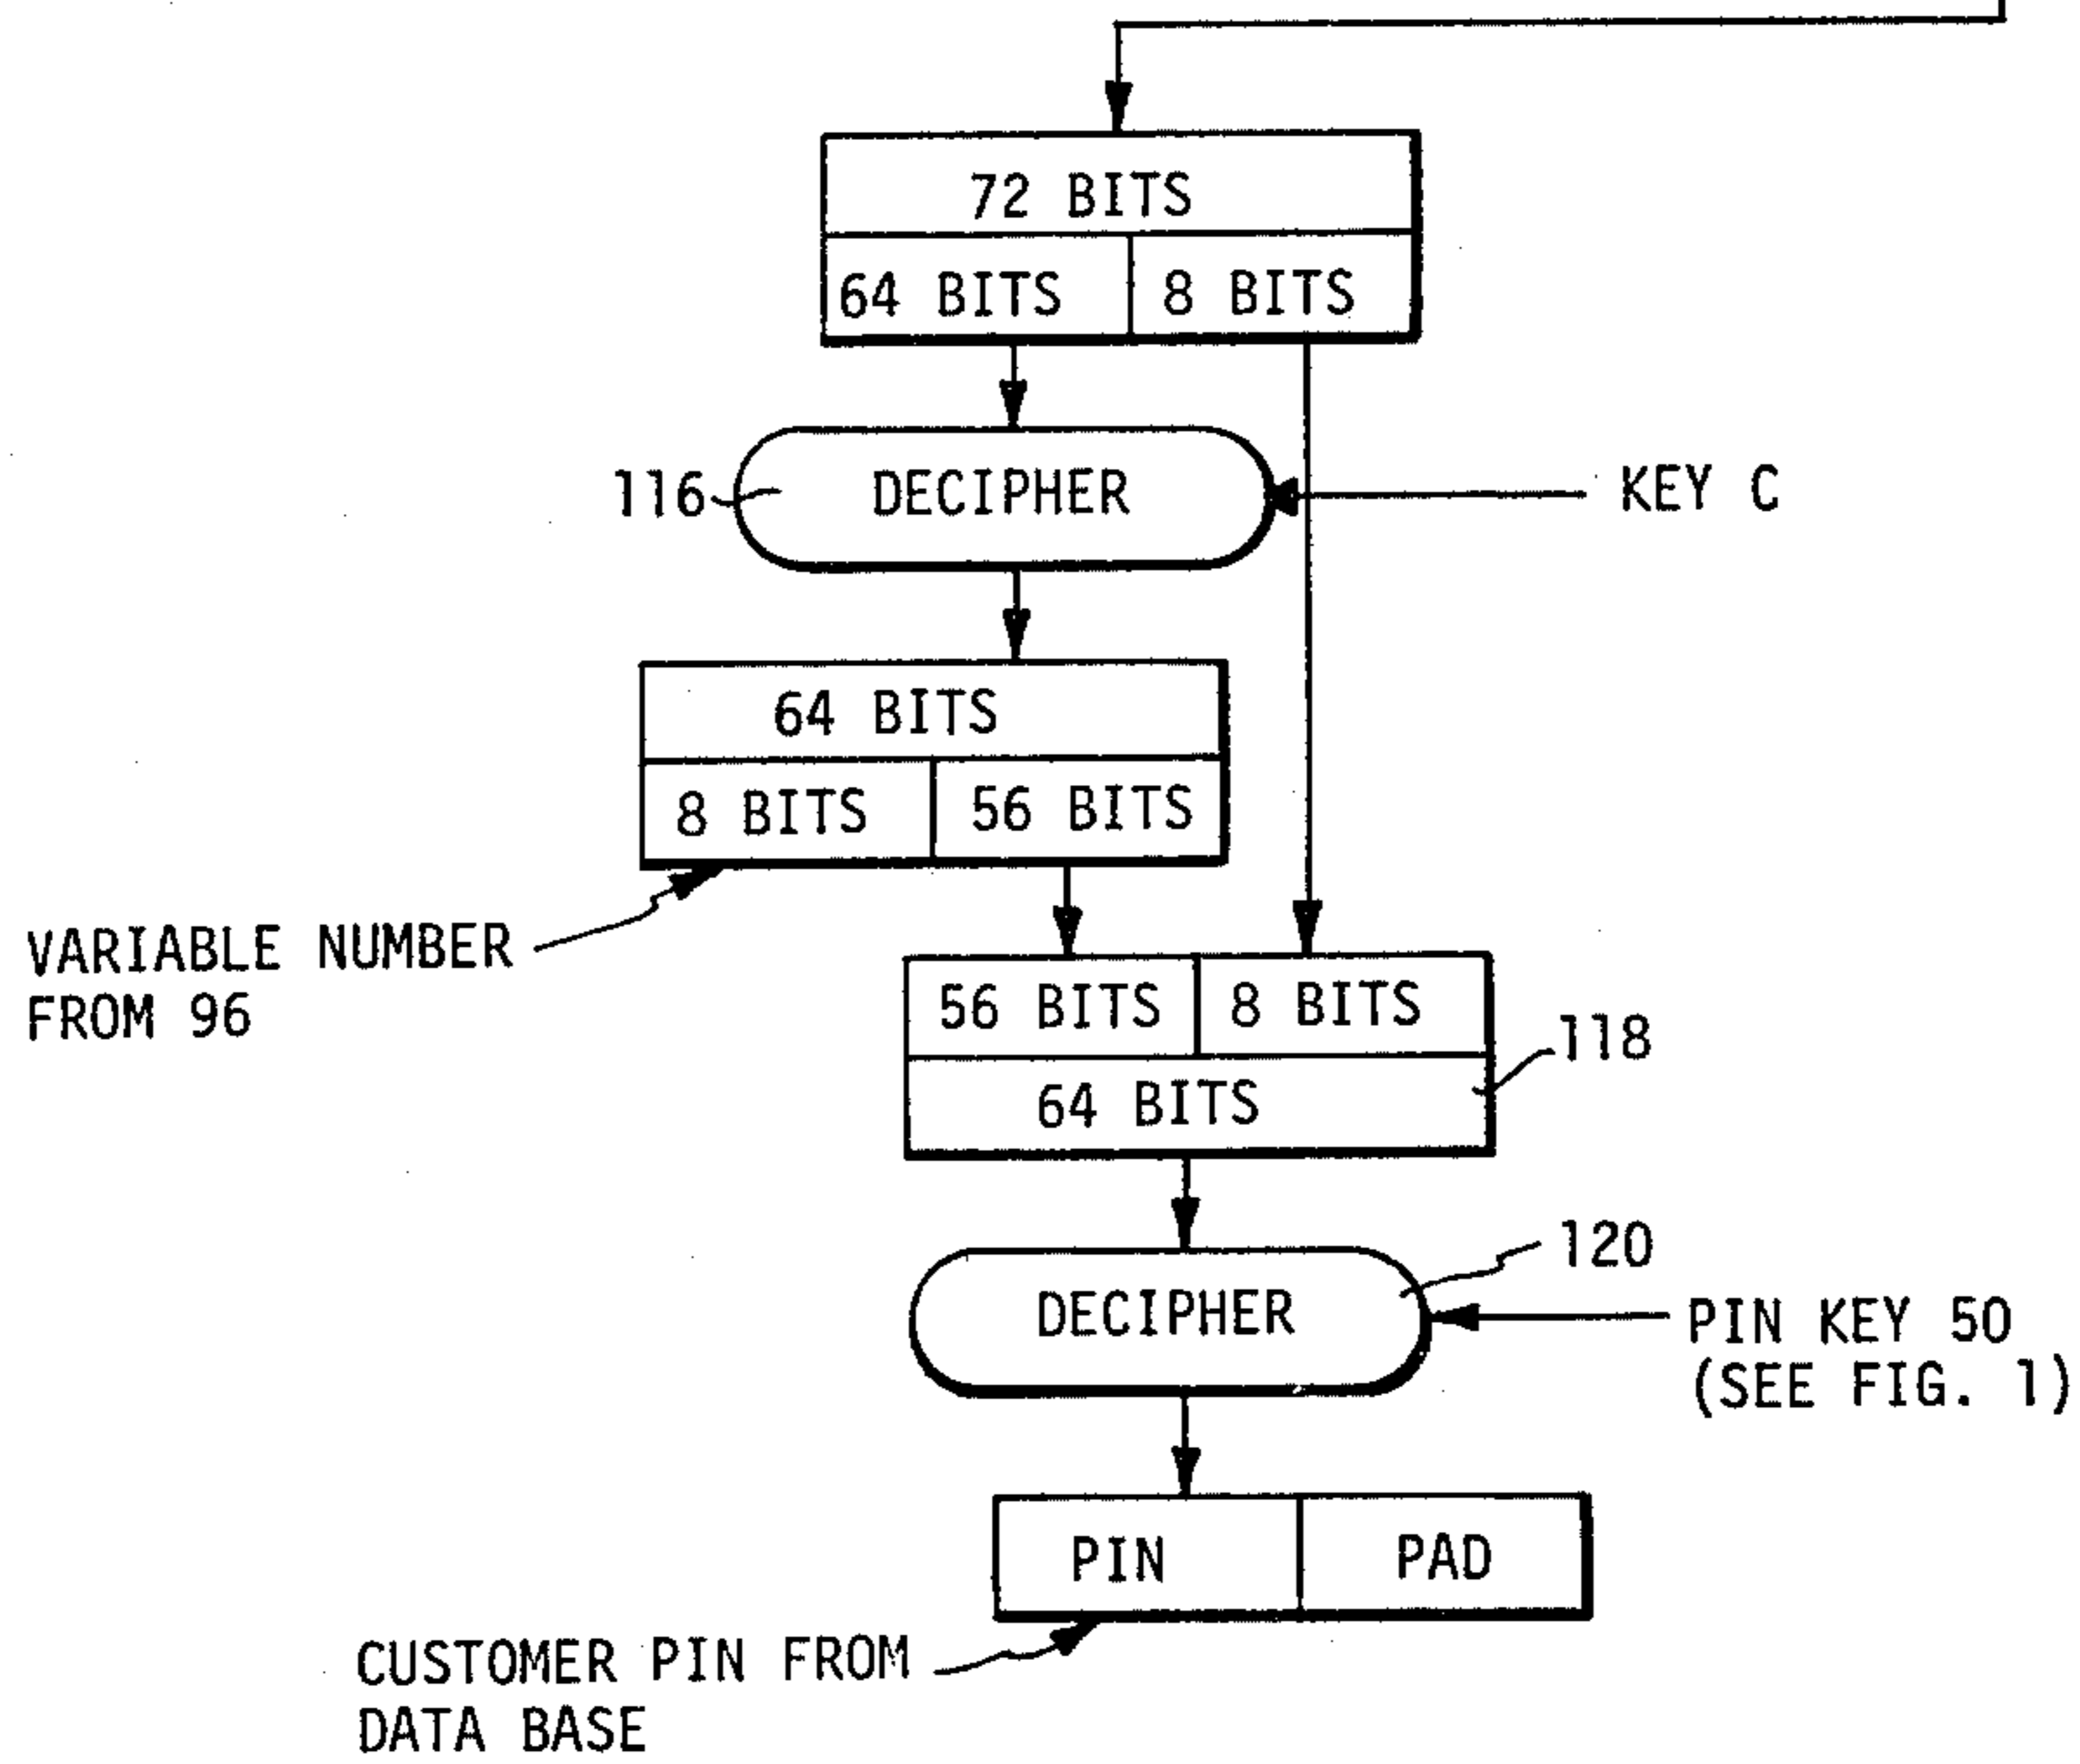 72 BITS
64 BITS
8 BITS
116
DECIPHER
KEY C
64 BITS
8 BITS
56 BITS
VARIABLE NUMBER
FROM 96
56 BITS
8 BITS
118
64 BITS
120
DECIPHER
PIN KEY 50
(SEE FIG. 1)
PIN
PAD
CUSTOMER PIN FROM
DATA BASE